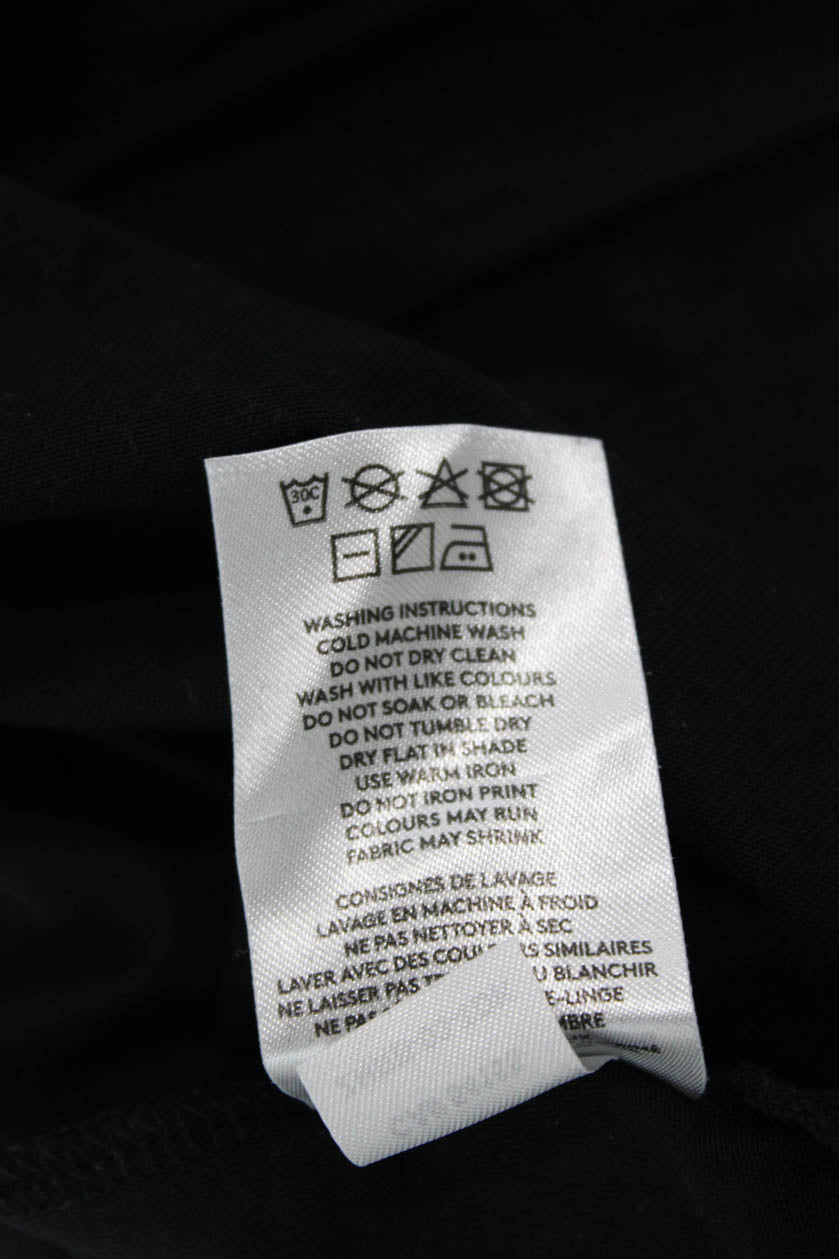 30C
WASHING INSTRUCTIONS
COLD MACHINE WASH
DO NOT DRY CLEAN
WASH WITH LIKE COLOURS
DO NOT SOAK OR BLEACH
DO NOT TUMBLE DRY
DRY FLAT IN SHADE
USE WARM IRON
DO NOT IRON PRINT
COLOURS MAY RUN
FABRIC MAY SHRINK
CONSIGNES DE LAVAGE
LAVAGE EN MACHINE À FROID
NE PAS NETTOYER À SEC
LAVER AVEC DES SIMILAIRES
NE LAISSER PAS BLANCHIR
NE